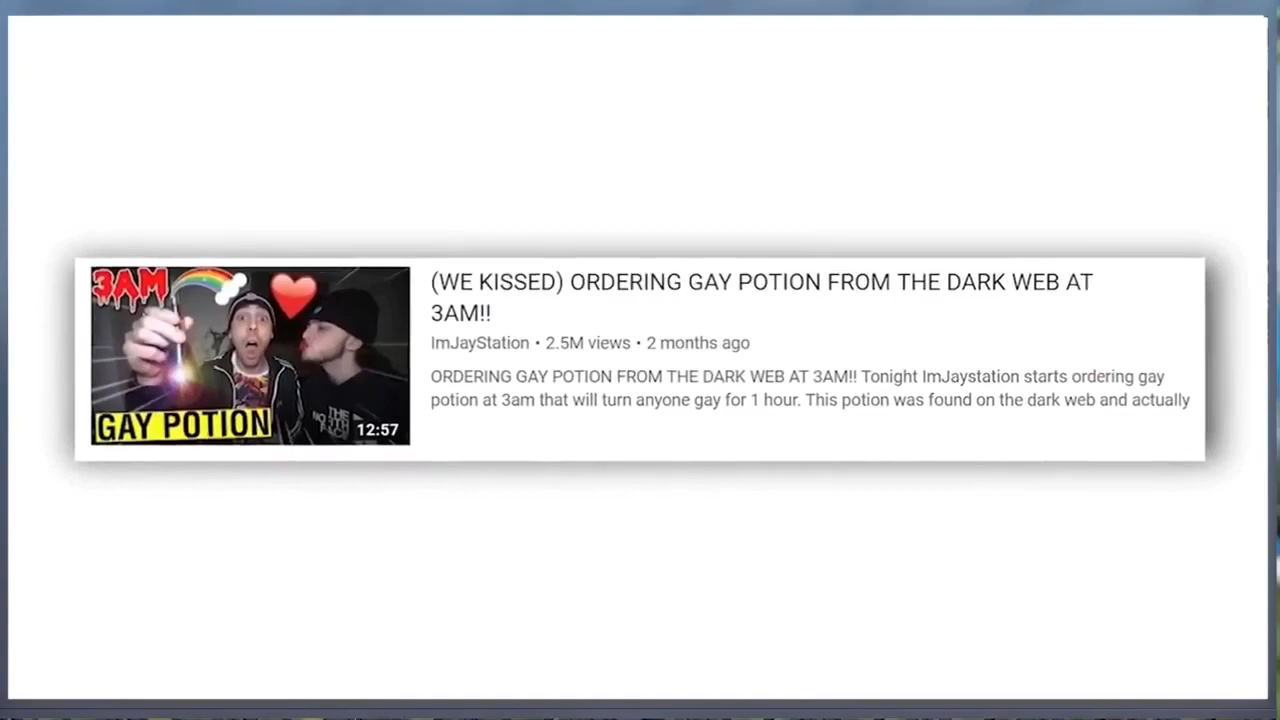 (WE KISSED) ORDERING GAY POTION FROM THE DARK WEB AT
3AM!!
ImJayStation • 2.5M views • 2 months ago
ORDERING GAY POTION FROM THE DARK WEB AT 3AM!! Tonight ImJaystation starts ordering gay
potion at 3am that will turn anyone gay for 1 hour. This potion was found on the dark web and actually
3AM
GAY POTION
12:57
THE